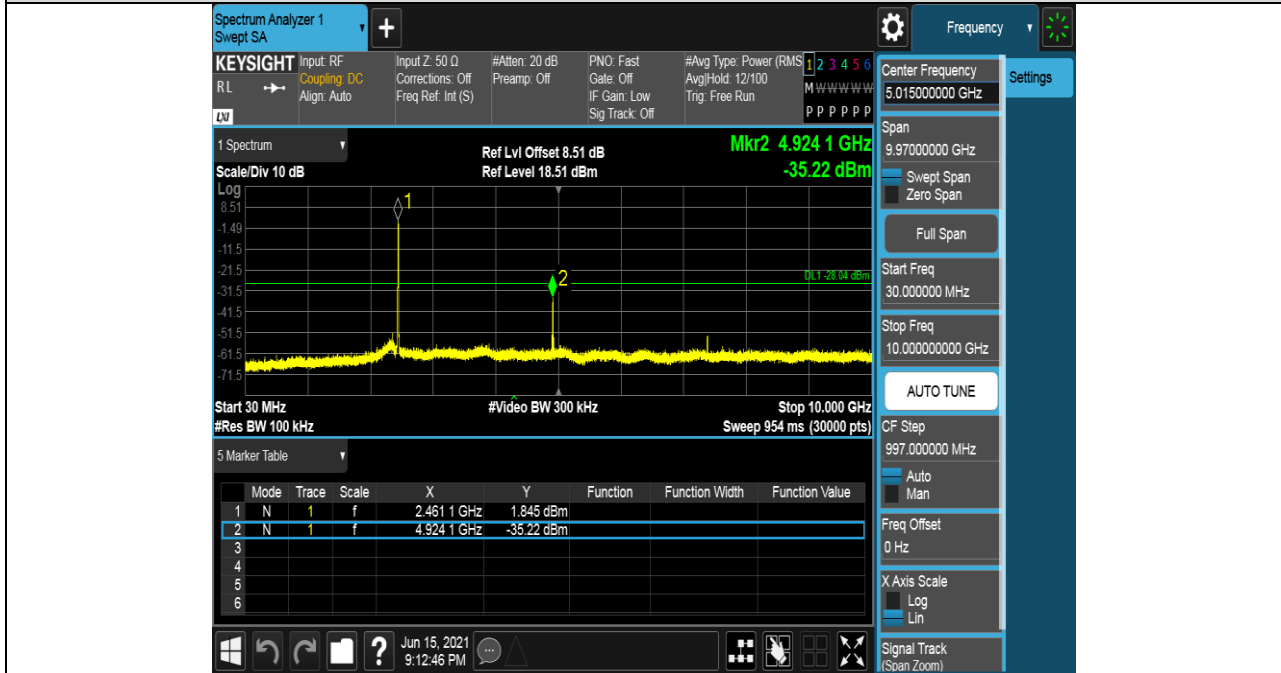 Spectrum Analyzer 1
Swept SA
+
Frequency
KEYSIGHT
RL
LXI
Input: RF
Coupling: DC
Align: Auto
Input Z: 50 Ω
Corrections: Off
Freq Ref: Int (S)
#Atten: 20 dB
Preamp: Off
PNO: Fast
Gate: Off
IF Gain: Low
Sig Track: Off
#Avg Type: Power (RMS
Avg|Hold: 12/100
Trig: Free Run
1 2 3 4 5 6
M W W W W W
P P P P P P
1 Spectrum
Scale/Div 10 dB
Ref Lvl Offset 8.51 dB
Ref Level 18.51 dBm
Mkr2 4.924 1 GHz
-35.22 dBm
Log
8.51
-1.49
-11.5
-21.5
-31.5
-41.5
-51.5
-61.5
-71.5
1
2
DL1 -28.04 dBm
Start 30 MHz
#Res BW 100 kHz
#Video BW 300 kHz
Stop 10.000 GHz
Sweep 954 ms (30000 pts)
5 Marker Table
Mode Trace Scale X Y Function Function Width Function Value
1 N 1 f 2.461 1 GHz 1.845 dBm
2 N 1 f 4.924 1 GHz -35.22 dBm
3
4
5
6
?
Jun 15, 2021
9:12:46 PM
Center Frequency
5.015000000 GHz
Settings
Span
9.97000000 GHz
Swept Span
Zero Span
Full Span
Start Freq
30.000000 MHz
Stop Freq
10.000000000 GHz
AUTO TUNE
CF Step
997.000000 MHz
Auto
Man
Freq Offset
0 Hz
X Axis Scale
Log
Lin
Signal Track
(Span Zoom)